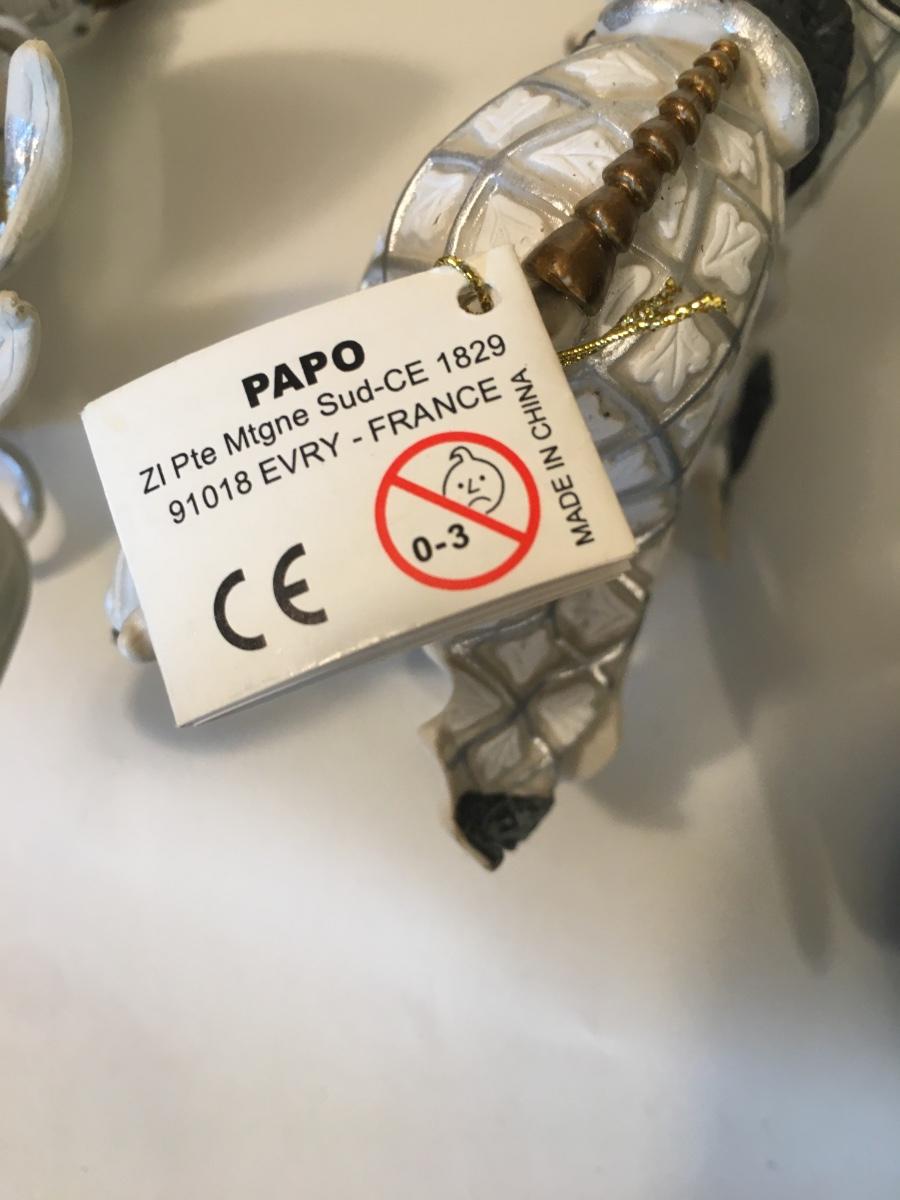 PAPO
ZI Pte Mtgne Sud-CE 1829
91018 EVRY - FRANCE
MADE IN CHINA
0-3
CE